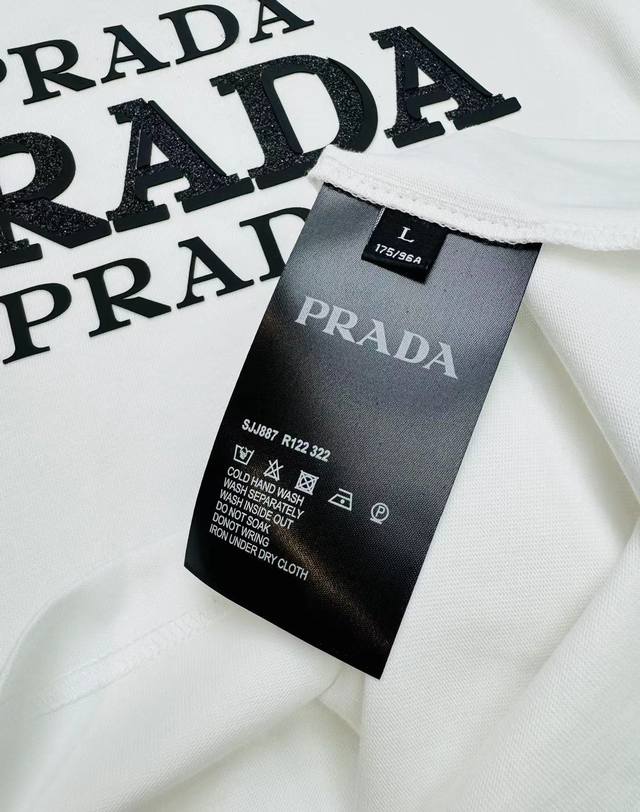 PRADA
PRADA
PRADA
L
175/96A
PRADA
SJJ887 R122 322
P
COLD HAND WASH
WASH SEPARATELY
WASH INSIDE OUT
DO NOT SOAK
DONOT WRING
IRON UNDER DRY CLOTH